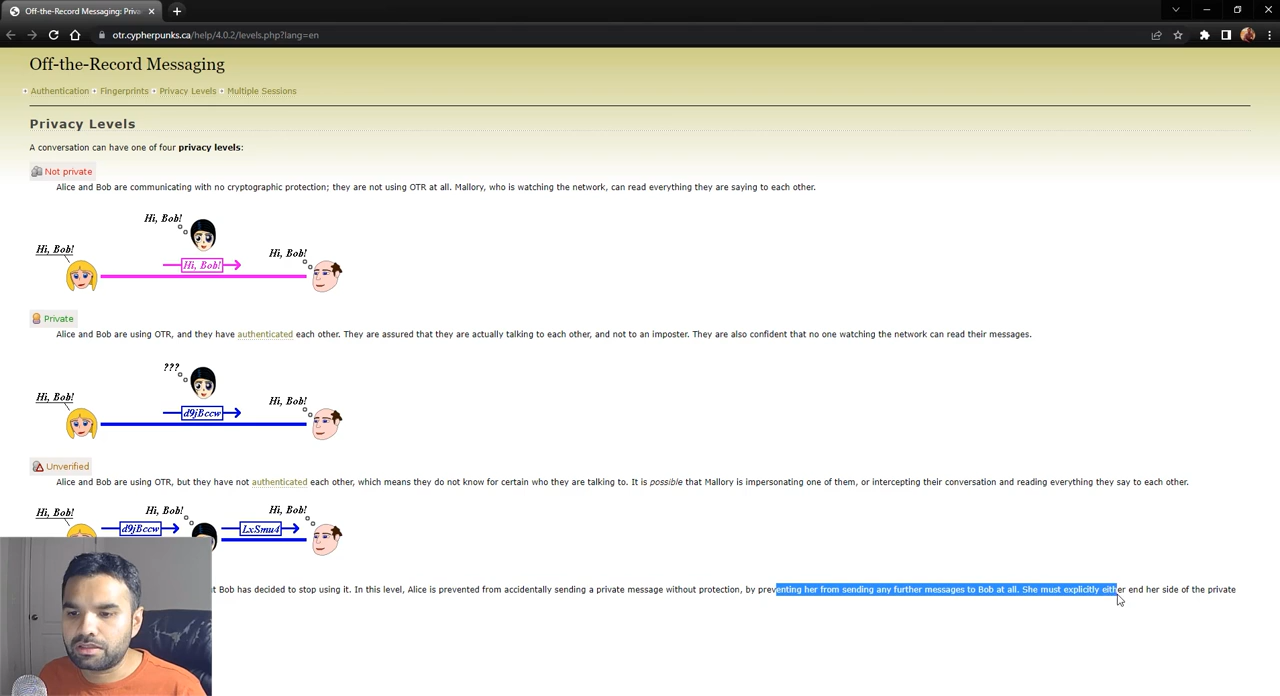 Off-the-Record Messaging: Priva
otr.cypherpunks.ca/help/4.0.2/levels.php?lang=en
Off-the-Record Messaging
Authentication Fingerprints Privacy Levels Multiple Sessions
Privacy Levels
A conversation can have one of four privacy levels:
Not private
Alice and Bob are communicating with no cryptographic protection; they are not using OTR at all. Mallory, who is watching the network, can read everything they are saying to each other.
Hi, Bob!
Hi, Bob!
Hi, Bob!
Hi, Bob!
Private
Alice and Bob are using OTR, and they have authenticated each other. They are assured that they are actually talking to each other, and not to an imposter. They are also confident that no one watching the network can read their messages.
???
Hi, Bob!
Hi, Bob!
d9jBccw
Unverified
Alice and Bob are using OTR, but they have not authenticated each other, which means they do not know for certain who they are talking to. It is possible that Mallory is impersonating one of them, or intercepting their conversation and reading everything they say to each other.
Hi, Bob!
Hi, Bob!
Hi, Bob!
d9jBccw
LxSmu4
t Bob has decided to stop using it. In this level, Alice is prevented from accidentally sending a private message without protection, by preventing her from sending any further messages to Bob at all. She must explicitly either end her side of the private